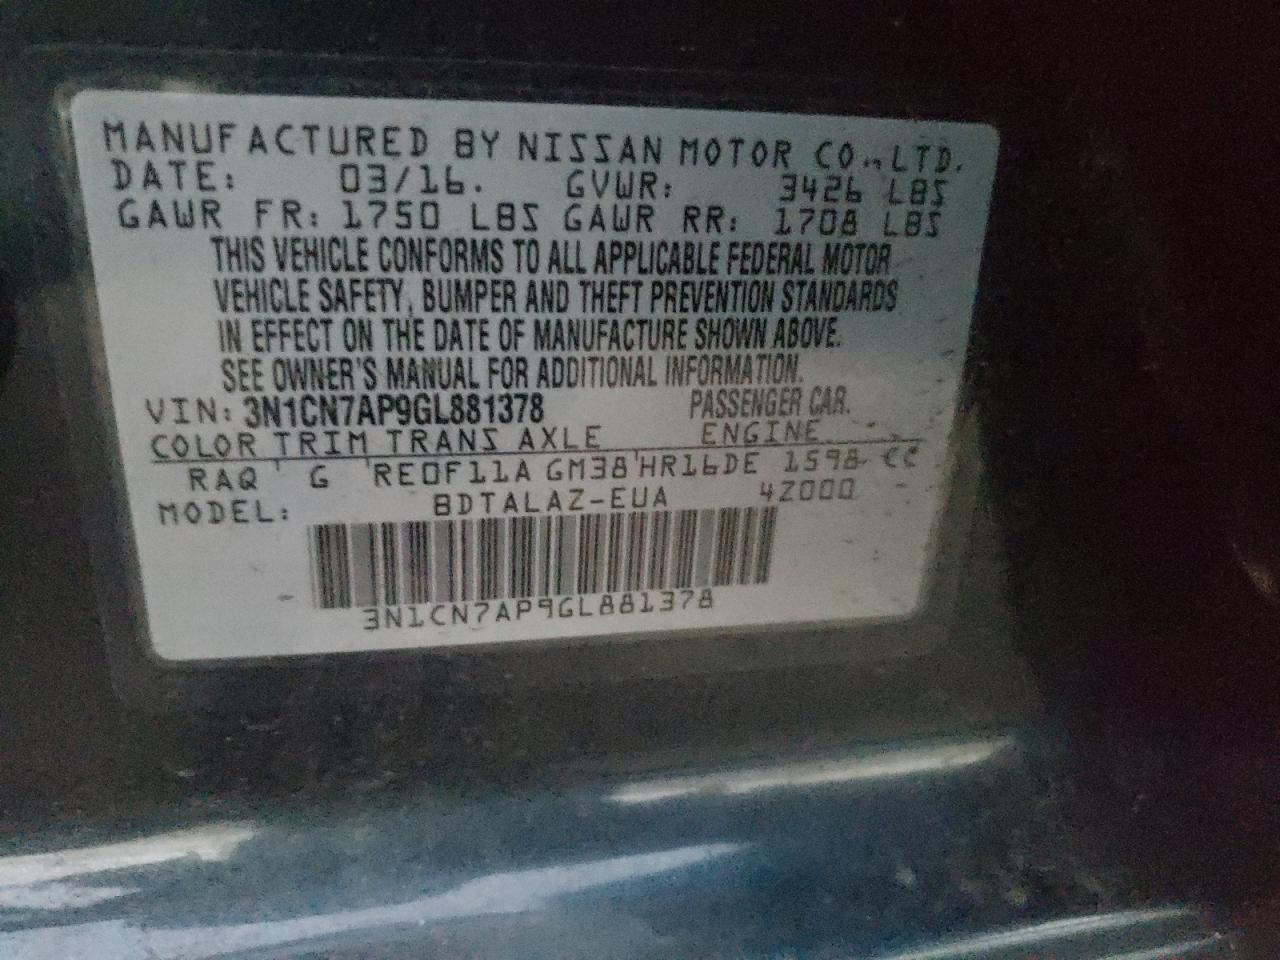 MANUFACTURED BY NISSAN MOTOR CO., LTD.
DATE: 03/16. GVWR: 3426 LBS
GAWR FR: 1750 LBS GAWR RR: 1708 LBS
THIS VEHICLE CONFORMS TO ALL APPLICABLE FEDERAL MOTOR
VEHICLE SAFETY, BUMPER AND THEFT PREVENTION STANDARDS
IN EFFECT ON THE DATE OF MANUFACTURE SHOWN ABOVE.
SEE OWNER'S MANUAL FOR ADDITIONAL INFORMATION.
VIN: 3N1CN7AP9GL881378 PASSENGER CAR.
COLOR TRIM TRANS AXLE ENGINE
RAQ G RE0F11A GM38 HR16DE 1598 CC
MODEL: BDTALAZ-EUA 4Z000
3N1CN7AP9GL881378